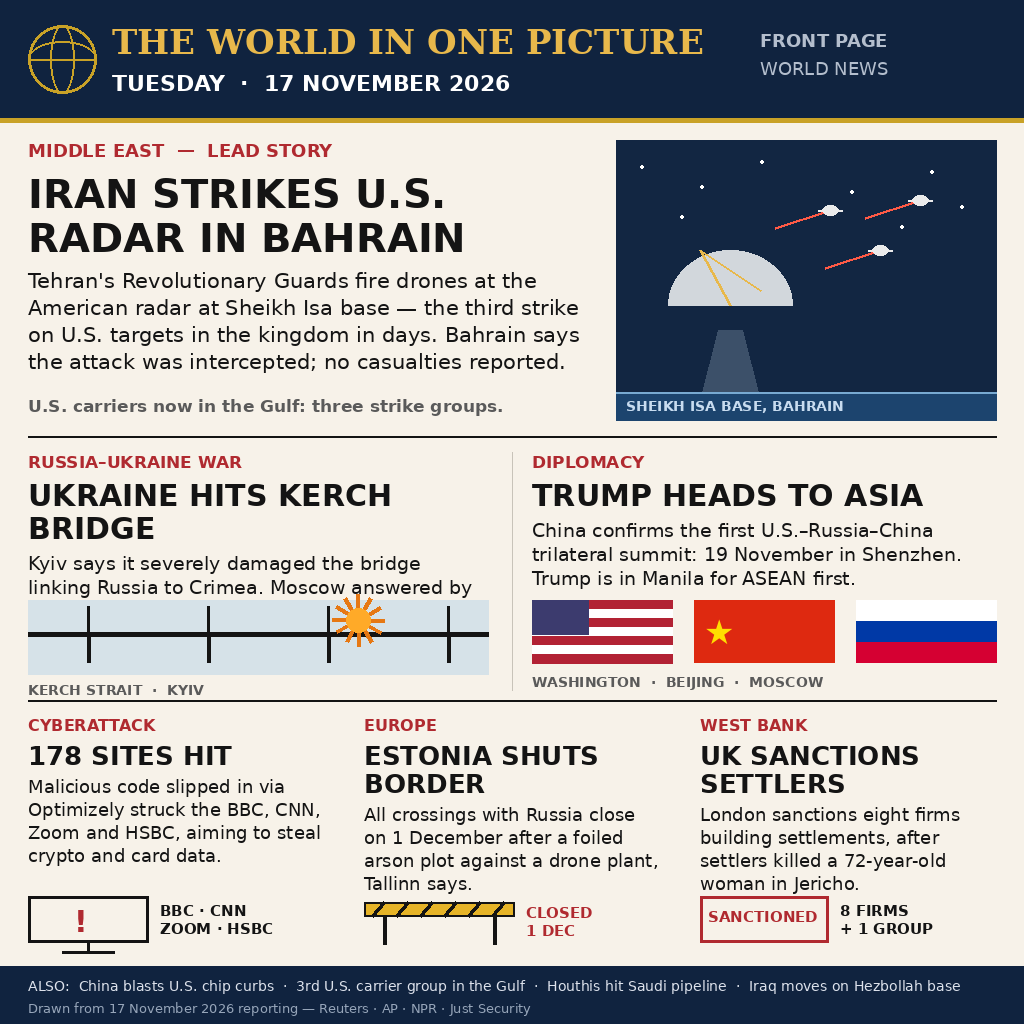 THE WORLD IN ONE PICTURE
TUESDAY · 17 NOVEMBER 2026
FRONT PAGE
WORLD NEWS
MIDDLE EAST — LEAD STORY
IRAN STRIKES U.S.
RADAR IN BAHRAIN
Tehran's Revolutionary Guards fire drones at the
American radar at Sheikh Isa base — the third strike
on U.S. targets in the kingdom in days. Bahrain says
the attack was intercepted; no casualties reported.
U.S. carriers now in the Gulf: three strike groups.
SHEIKH ISA BASE, BAHRAIN
RUSSIA–UKRAINE WAR
UKRAINE HITS KERCH
BRIDGE
Kyiv says it severely damaged the bridge
linking Russia to Crimea. Moscow answered by
KERCH STRAIT · KYIV
DIPLOMACY
TRUMP HEADS TO ASIA
China confirms the first U.S.–Russia–China
trilateral summit: 19 November in Shenzhen.
Trump is in Manila for ASEAN first.
WASHINGTON · BEIJING · MOSCOW
CYBERATTACK
178 SITES HIT
Malicious code slipped in via
Optimizely struck the BBC, CNN,
Zoom and HSBC, aiming to steal
crypto and card data.
!
BBC · CNN
ZOOM · HSBC
EUROPE
ESTONIA SHUTS
BORDER
All crossings with Russia close
on 1 December after a foiled
arson plot against a drone plant,
Tallinn says.
CLOSED
1 DEC
WEST BANK
UK SANCTIONS
SETTLERS
London sanctions eight firms
building settlements, after
settlers killed a 72-year-old
woman in Jericho.
SANCTIONED
8 FIRMS
+ 1 GROUP
ALSO: China blasts U.S. chip curbs · 3rd U.S. carrier group in the Gulf · Houthis hit Saudi pipeline · Iraq moves on Hezbollah base
Drawn from 17 November 2026 reporting — Reuters · AP · NPR · Just Security